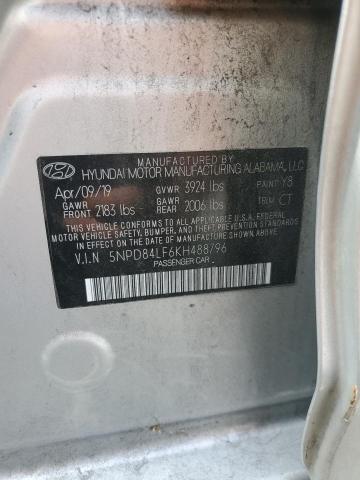 MANUFACTURED BY
HYUNDAI MOTOR MANUFACTURING ALABAMA, LLC
Apr/09/19 GVWR 3924 lbs PAINT Y8
GAWR FRONT 2183 lbs GAWR REAR 2006 lbs TRIM CT
THIS VEHICLE CONFORMS TO ALL APPLICABLE U.S. FEDERAL
MOTOR VEHICLE SAFETY, BUMPER, AND THEFT PREVENTION
STANDARDS IN EFFECT ON THE DATE OF MANUFACTURE SHOWN ABOVE.
V.I.N 5NPD84LF6KH488796
PASSENGER CAR